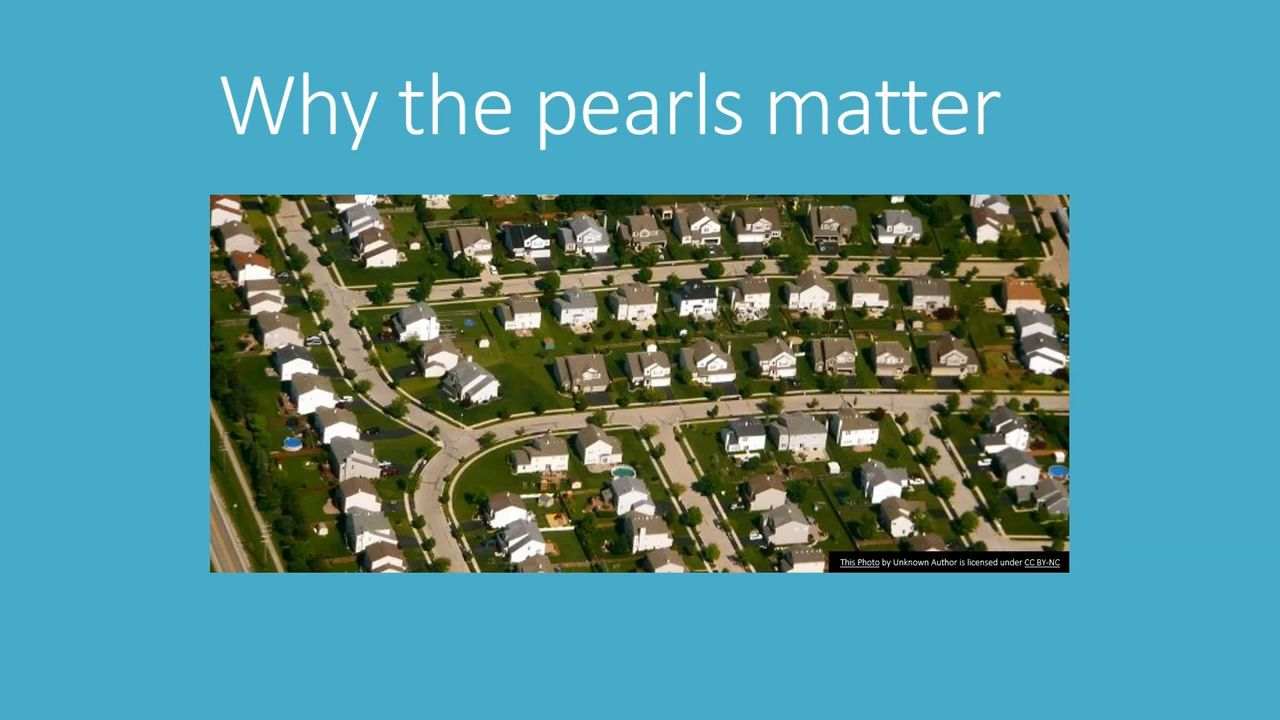 Why the pearls matter
This Photo by Unknown Author is licensed under CC BY-NC